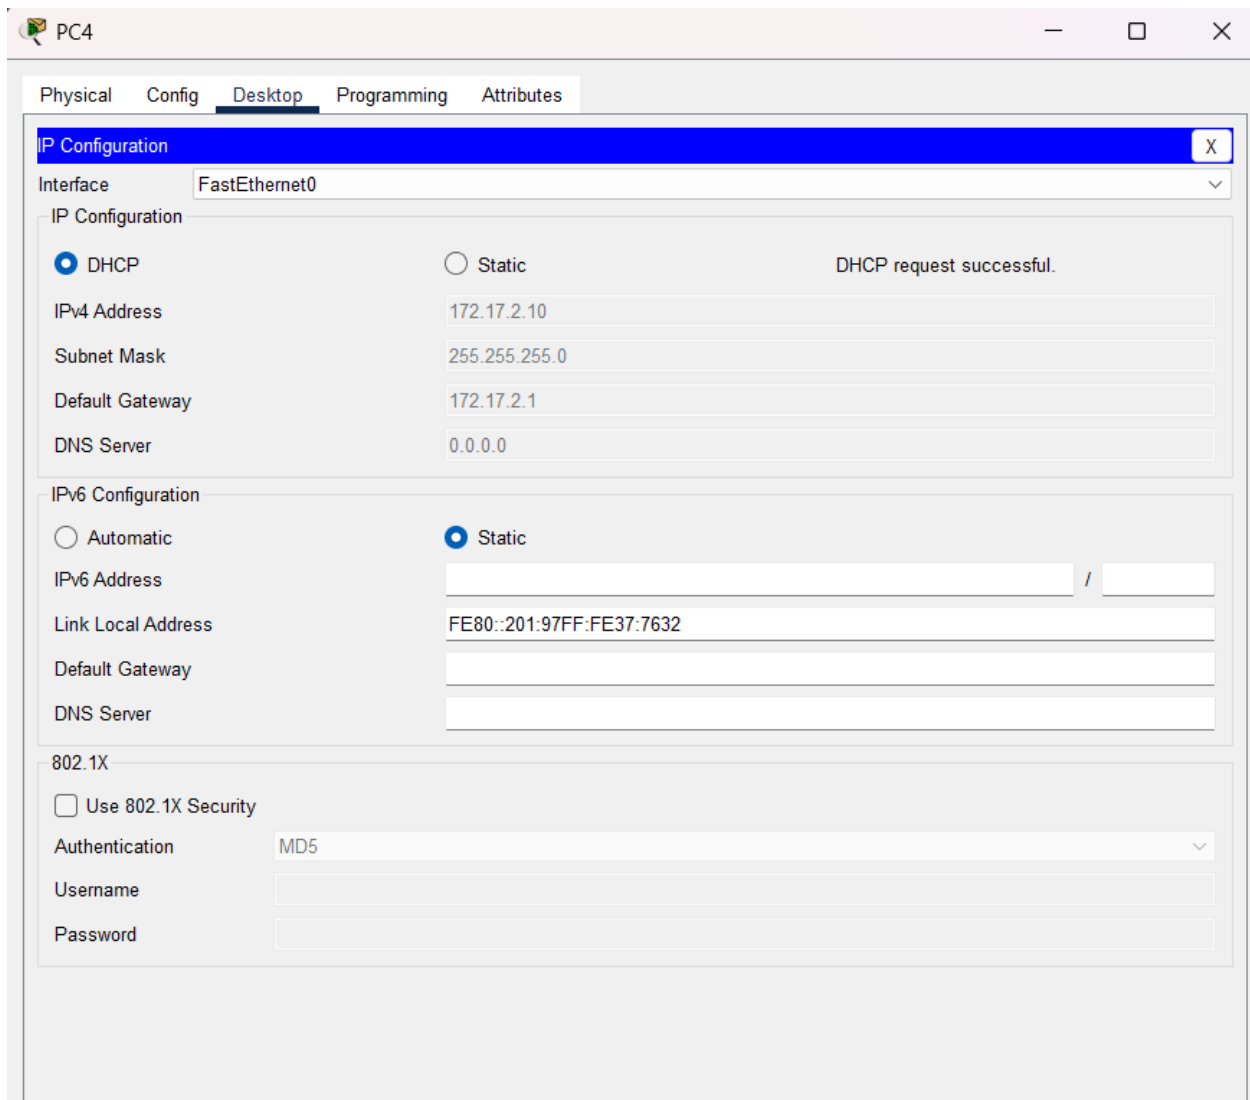 PC4
Physical Config Desktop Programming Attributes
IP Configuration X
Interface FastEthernet0
IP Configuration
DHCP Static DHCP request successful.
IPv4 Address 172.17.2.10
Subnet Mask 255.255.255.0
Default Gateway 172.17.2.1
DNS Server 0.0.0.0
IPv6 Configuration
Automatic Static
IPv6 Address /
Link Local Address FE80::201:97FF:FE37:7632
Default Gateway
DNS Server
802.1X
Use 802.1X Security
Authentication MD5
Username
Password